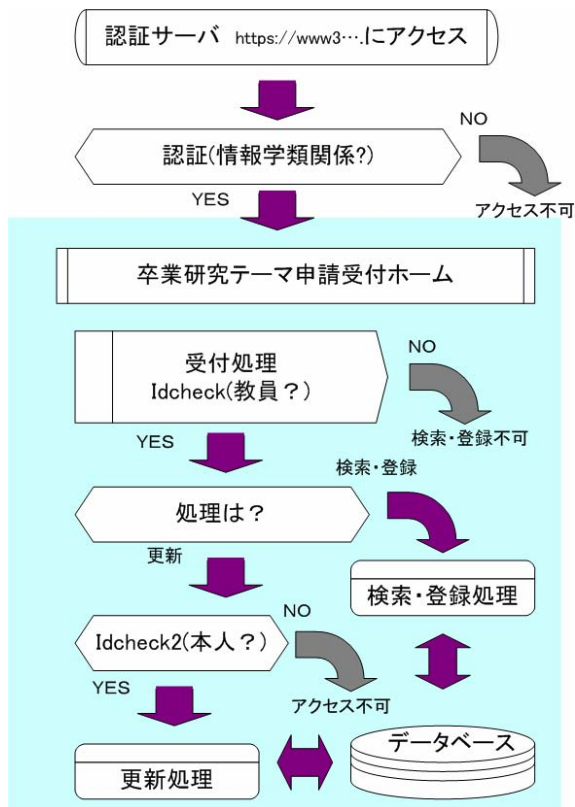 認証サーバ https://www3….にアクセス
NO
認証(情報学類関係?)
YES
アクセス不可
卒業研究テーマ申請受付ホーム
受付処理
Idcheck(教員？)
NO
YES
検索・登録不可
検索・登録
処理は？
更新
検索・登録処理
NO
Idcheck2(本人？)
YES
アクセス不可
データベース
更新処理